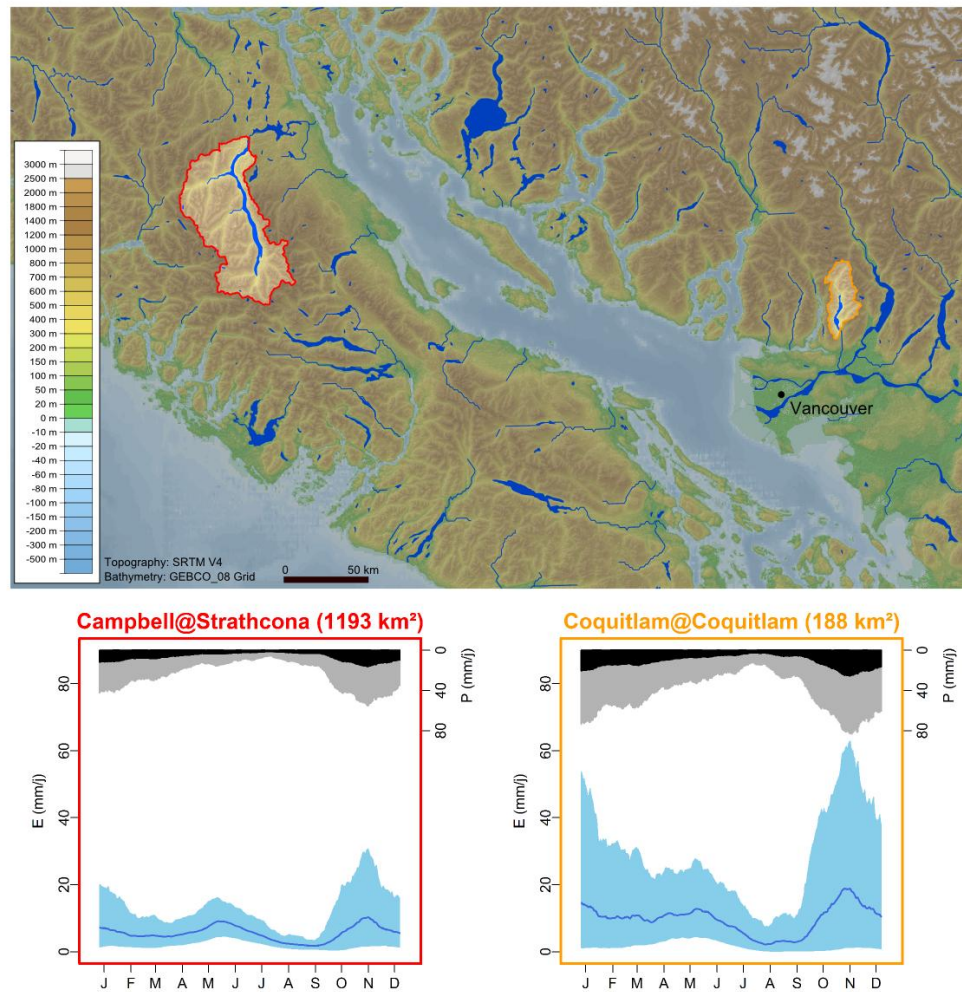 3000 m
2500 m
2000 m
1800 m
1400 m
1200 m
1000 m
800 m
700 m
600 m
500 m
400 m
300 m
200 m
150 m
100 m
50 m
20 m
0 m
-10 m
-20 m
-40 m
-60 m
-80 m
-100 m
-150 m
-200 m
-300 m
-500 m
Topography: SRTM V4
Bathymetry: GEBCO_08 Grid
0 50 km
Vancouver
Campbell@Strathcona (1193 km²)
E (mm/j)
0 20 40 60 80
P (mm/j)
0 40 80
J F M A M J J A S O N D
Coquitlam@Coquitlam (188 km²)
E (mm/j)
0 20 40 60 80
P (mm/j)
0 40 80
J F M A M J J A S O N D